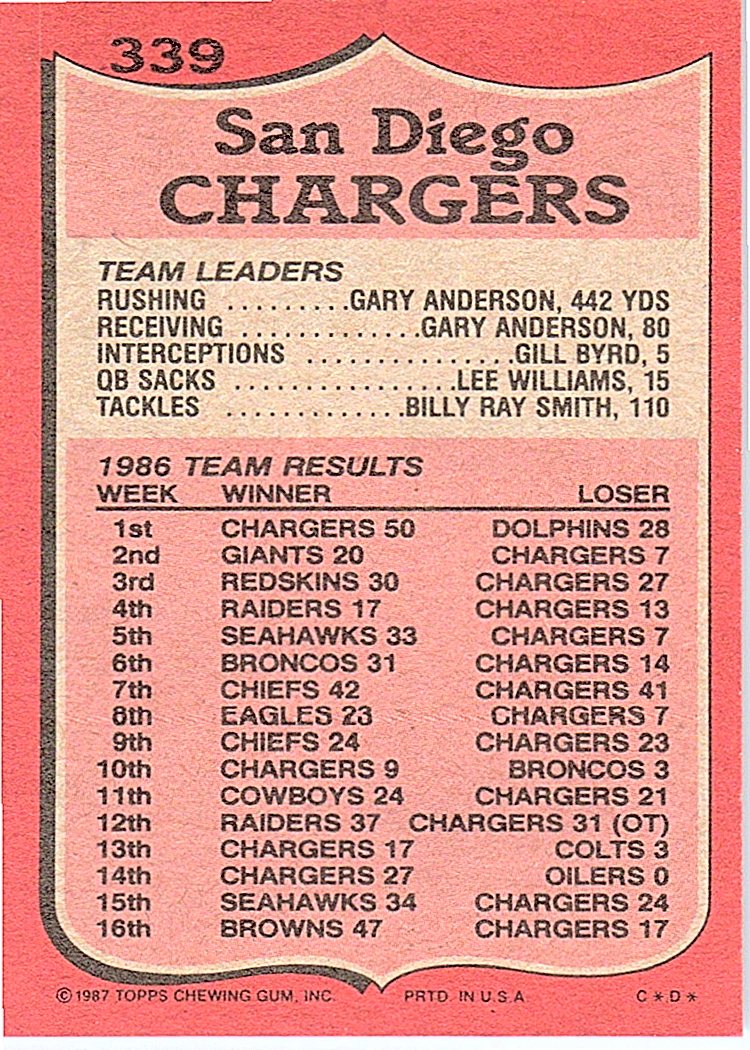 339
San Diego
CHARGERS
TEAM LEADERS
RUSHING .........GARY ANDERSON, 442 YDS
RECEIVING .............GARY ANDERSON, 80
INTERCEPTIONS ...............GILL BYRD, 5
QB SACKS ................LEE WILLIAMS, 15
TACKLES .............BILLY RAY SMITH, 110
1986 TEAM RESULTS
WEEK WINNER LOSER
1st CHARGERS 50 DOLPHINS 28
2nd GIANTS 20 CHARGERS 7
3rd REDSKINS 30 CHARGERS 27
4th RAIDERS 17 CHARGERS 13
5th SEAHAWKS 33 CHARGERS 7
6th BRONCOS 31 CHARGERS 14
7th CHIEFS 42 CHARGERS 41
8th EAGLES 23 CHARGERS 7
9th CHIEFS 24 CHARGERS 23
10th CHARGERS 9 BRONCOS 3
11th COWBOYS 24 CHARGERS 21
12th RAIDERS 37 CHARGERS 31 (OT)
13th CHARGERS 17 COLTS 3
14th CHARGERS 27 OILERS 0
15th SEAHAWKS 34 CHARGERS 24
16th BROWNS 47 CHARGERS 17
©1987 TOPPS CHEWING GUM, INC. PRTD. IN U.S.A. C*D*